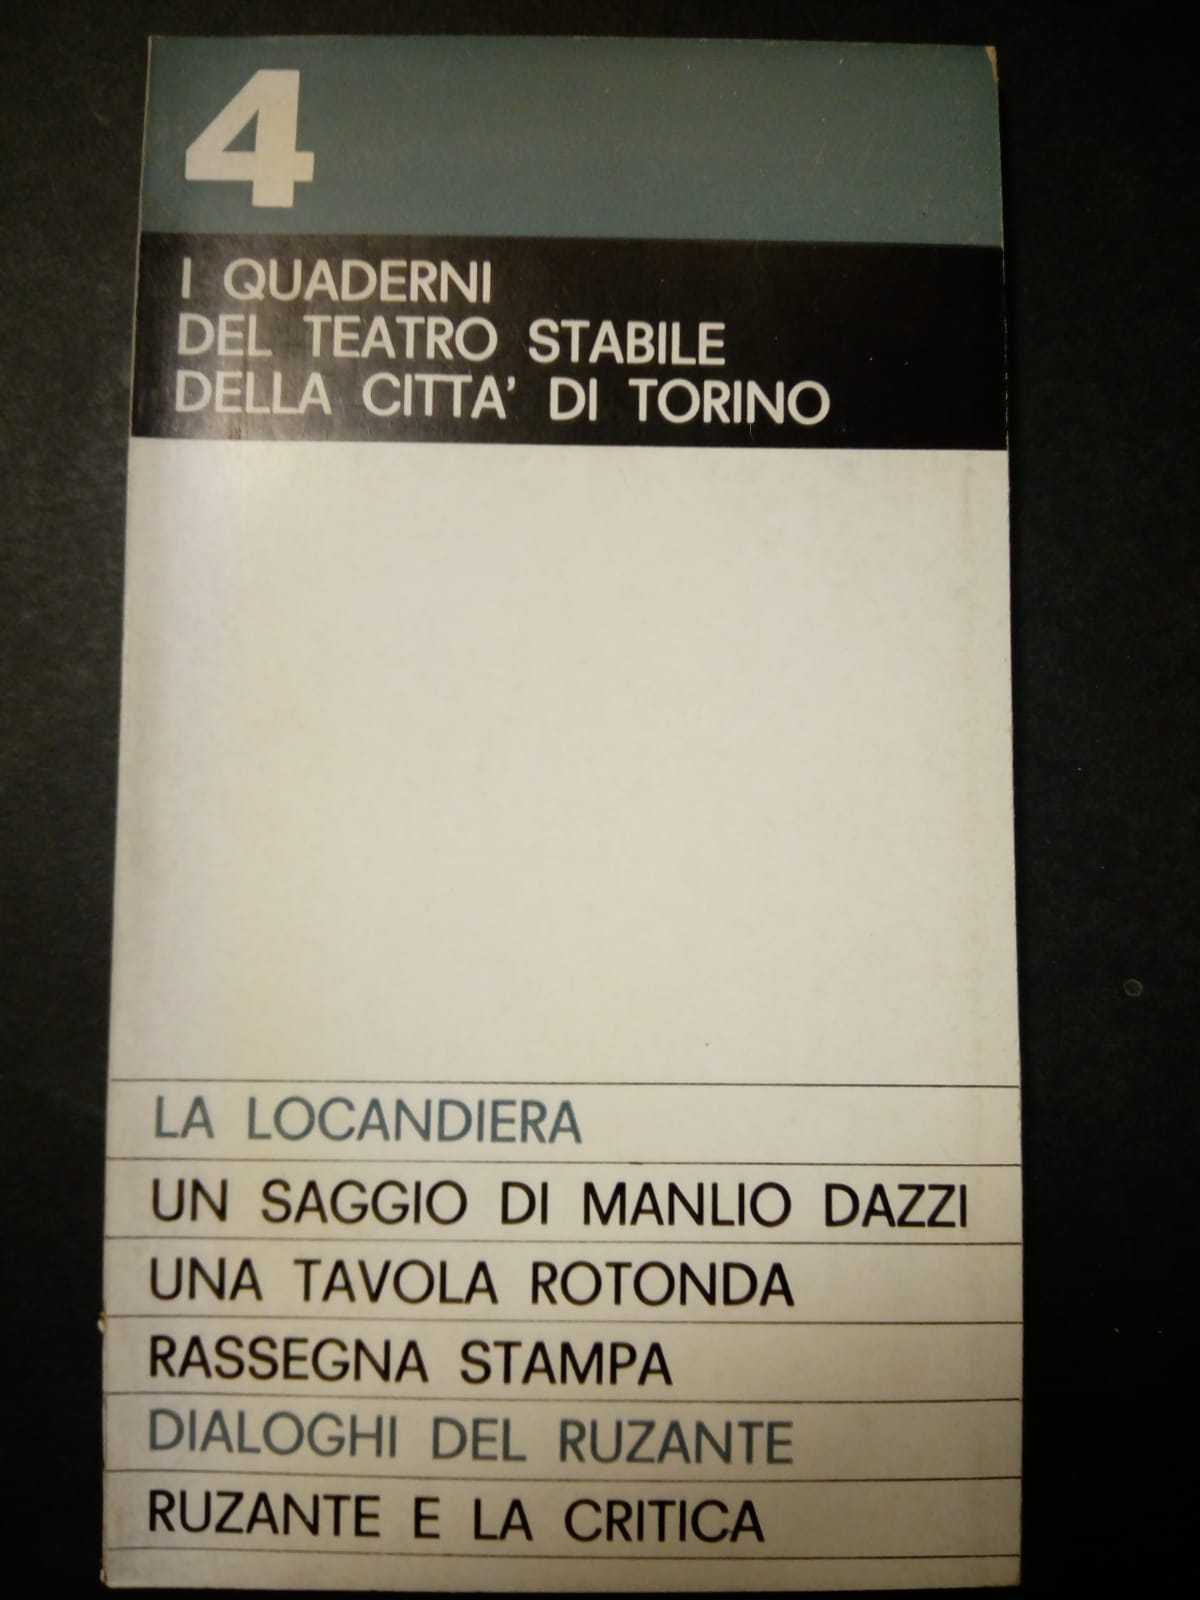 4
I QUADERNI
DEL TEATRO STABILE
DELLA CITTA' DI TORINO
LA LOCANDIERA
UN SAGGIO DI MANLIO DAZZI
UNA TAVOLA ROTONDA
RASSEGNA STAMPA
DIALOGHI DEL RUZANTE
RUZANTE E LA CRITICA